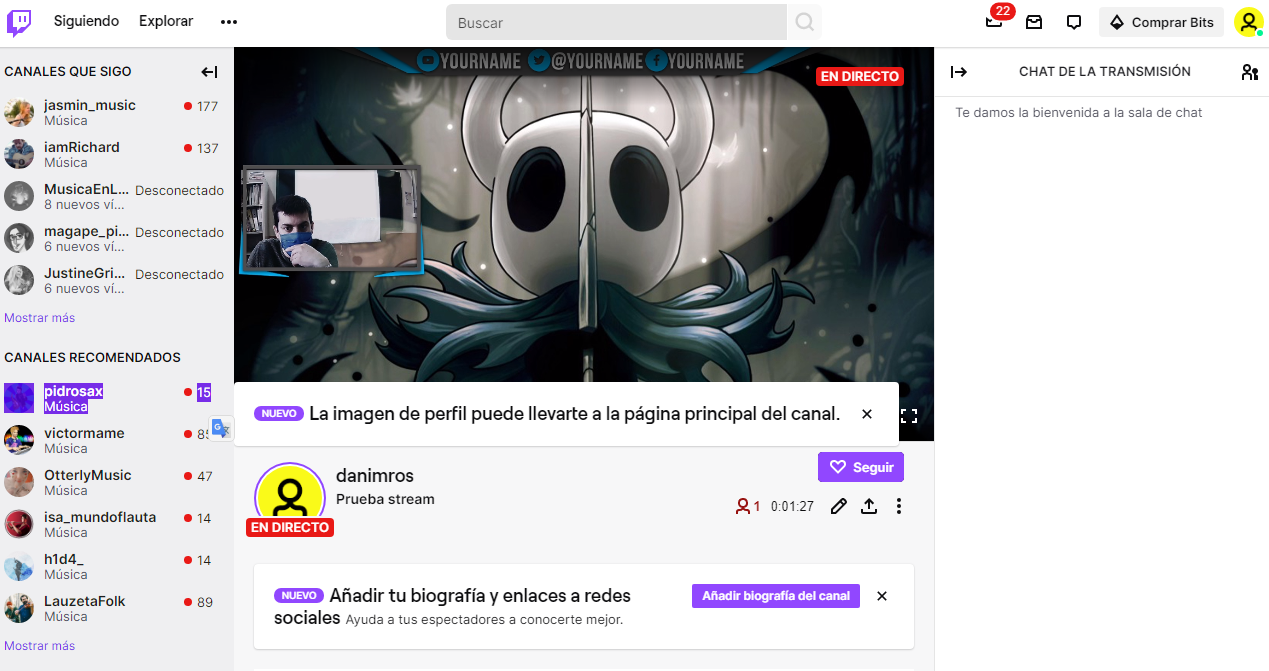 Siguiendo
Explorar
Buscar
22
Comprar Bits
CANALES QUE SIGO
jasmin_music
177
Música
iamRichard
137
Música
MusicaEnL...
Desconectado
8 nuevos ví...
magape_pi...
Desconectado
6 nuevos ví...
JustineGri...
Desconectado
6 nuevos ví...
Mostrar más
CANALES RECOMENDADOS
pidrosax
15
Música
victormame
Música
OtterlyMusic
47
Música
isa_mundoflauta
14
Música
h1d4_
14
Música
LauzetaFolk
89
Música
Mostrar más
YOURNAME @YOURNAME YOURNAME
EN DIRECTO
NUEVO La imagen de perfil puede llevarte a la página principal del canal.
danimros
Seguir
Prueba stream
1 0:01:27
EN DIRECTO
NUEVO Añadir tu biografía y enlaces a redes
sociales Ayuda a tus espectadores a conocerte mejor.
Añadir biografía del canal
CHAT DE LA TRANSMISIÓN
Te damos la bienvenida a la sala de chat